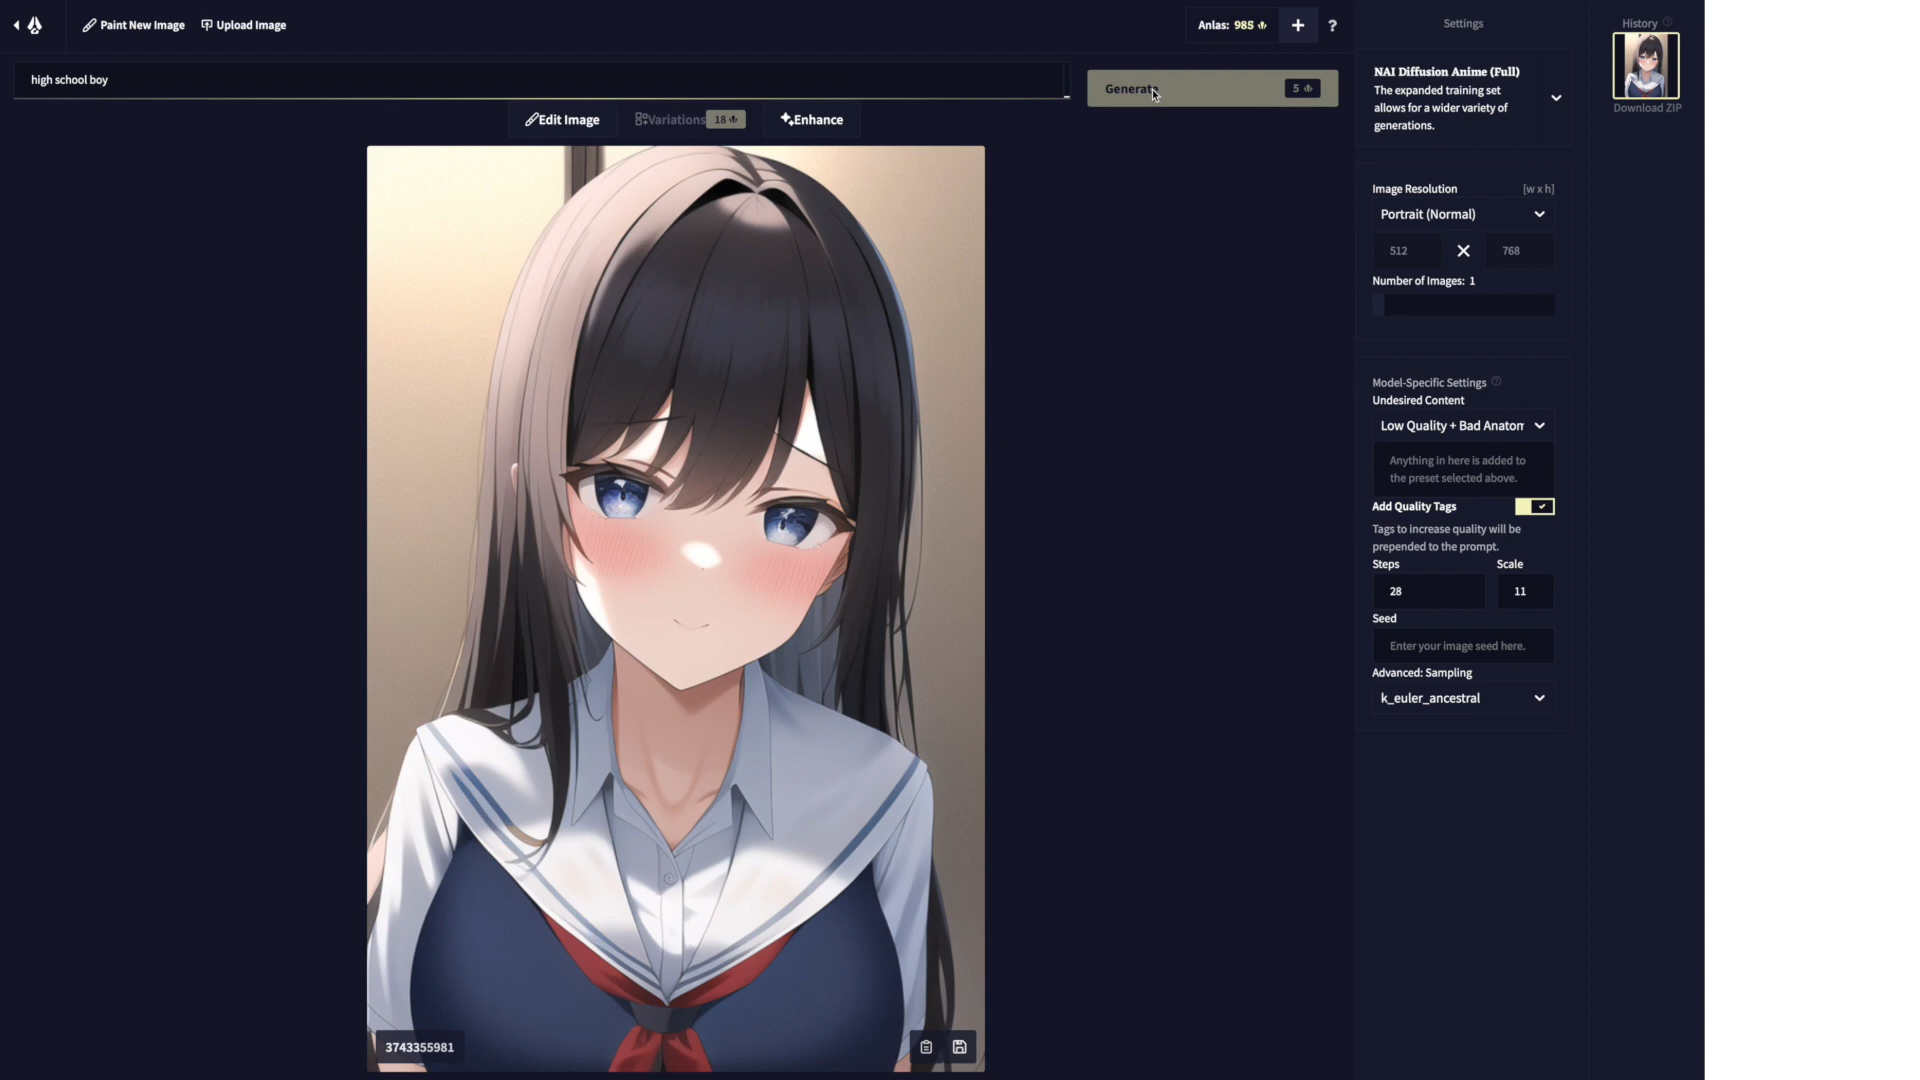 Paint New Image
Upload Image
Anlas: 985
+
?
high school boy
Generate
5
Edit Image
Variations
18
Enhance
3743355981
Settings
NAI Diffusion Anime (Full)
The expanded training set
allows for a wider variety of
generations.
Image Resolution
[w x h]
Portrait (Normal)
512
768
Number of Images: 1
Model-Specific Settings
Undesired Content
Low Quality + Bad Anatom
Anything in here is added to
the preset selected above.
Add Quality Tags
Tags to increase quality will be
prepended to the prompt.
Steps
Scale
28
11
Seed
Enter your image seed here.
Advanced: Sampling
k_euler_ancestral
History
Download ZIP